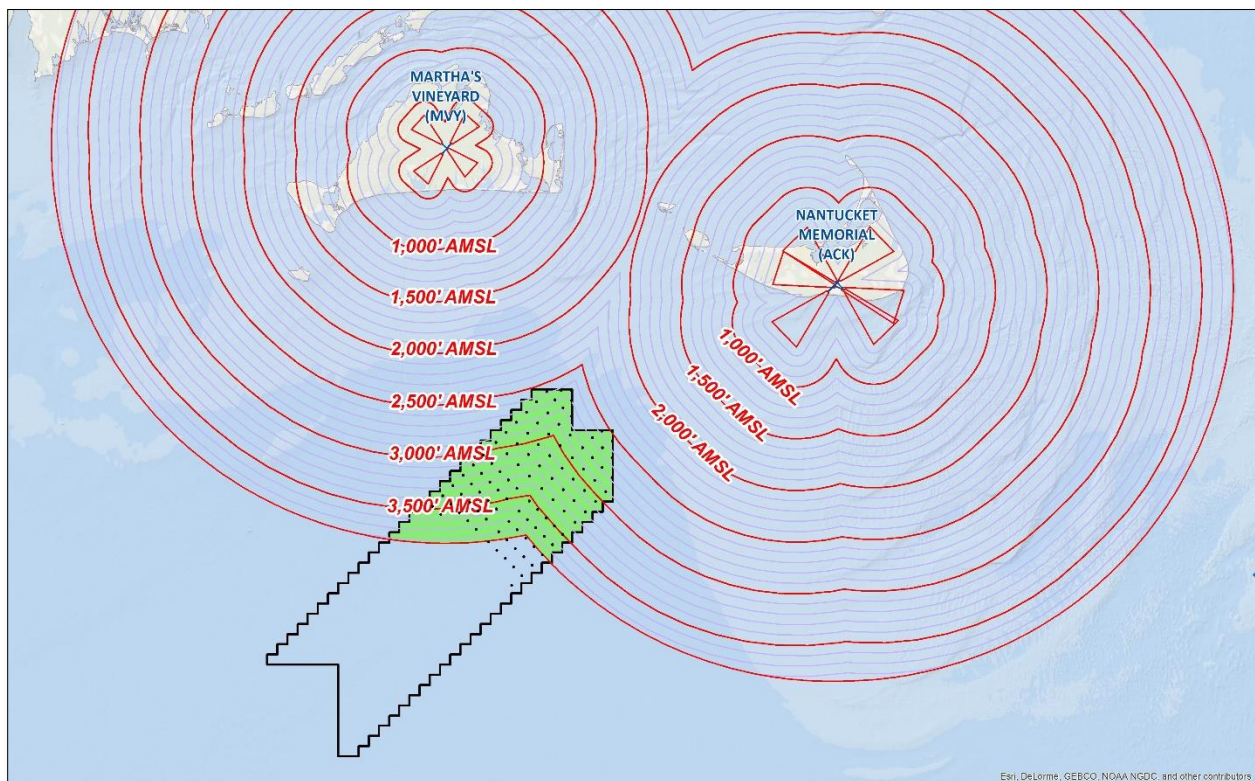 MARTHA'S
VINEYARD
(MVY)
NANTUCKET
MEMORIAL
(ACK)
1,000' AMSL
1,500' AMSL
2,000' AMSL
2,500' AMSL
3,000' AMSL
3,500' AMSL
1,000' AMSL
1,500' AMSL
2,000' AMSL
Esri, DeLorme, GEBCO, NOAA NGDC, and other contributors